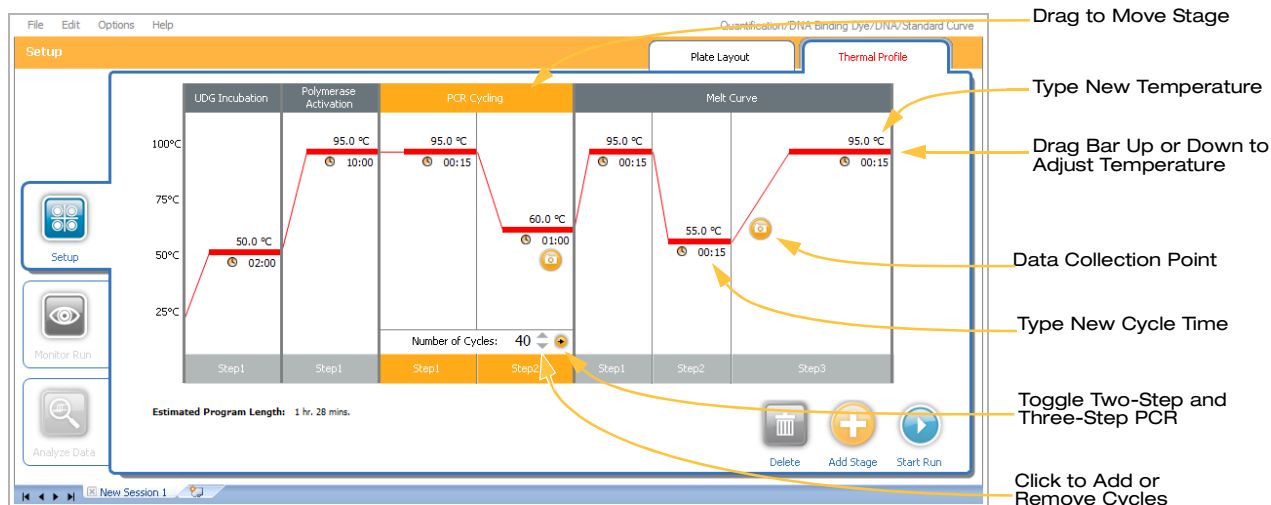 File Edit Options Help
Quantification/DNA Binding Dye/DNA/Standard Curve
Setup
Plate Layout
Thermal Profile
UDG Incubation
Polymerase
Activation
PCR Cycling
Melt Curve
100°C
75°C
50°C
25°C
50.0 °C
02:00
95.0 °C
10:00
95.0 °C
00:15
60.0 °C
01:00
95.0 °C
00:15
55.0 °C
00:15
95.0 °C
00:15
Number of Cycles: 40
Step1
Step1
Step1
Step2
Step1
Step2
Step3
Estimated Program Length: 1 hr. 28 mins.
Delete
Add Stage
Start Run
Setup
Monitor Run
Analyze Data
New Session 1
Drag to Move Stage
Type New Temperature
Drag Bar Up or Down to
Adjust Temperature
Data Collection Point
Type New Cycle Time
Toggle Two-Step and
Three-Step PCR
Click to Add or
Remove Cycles